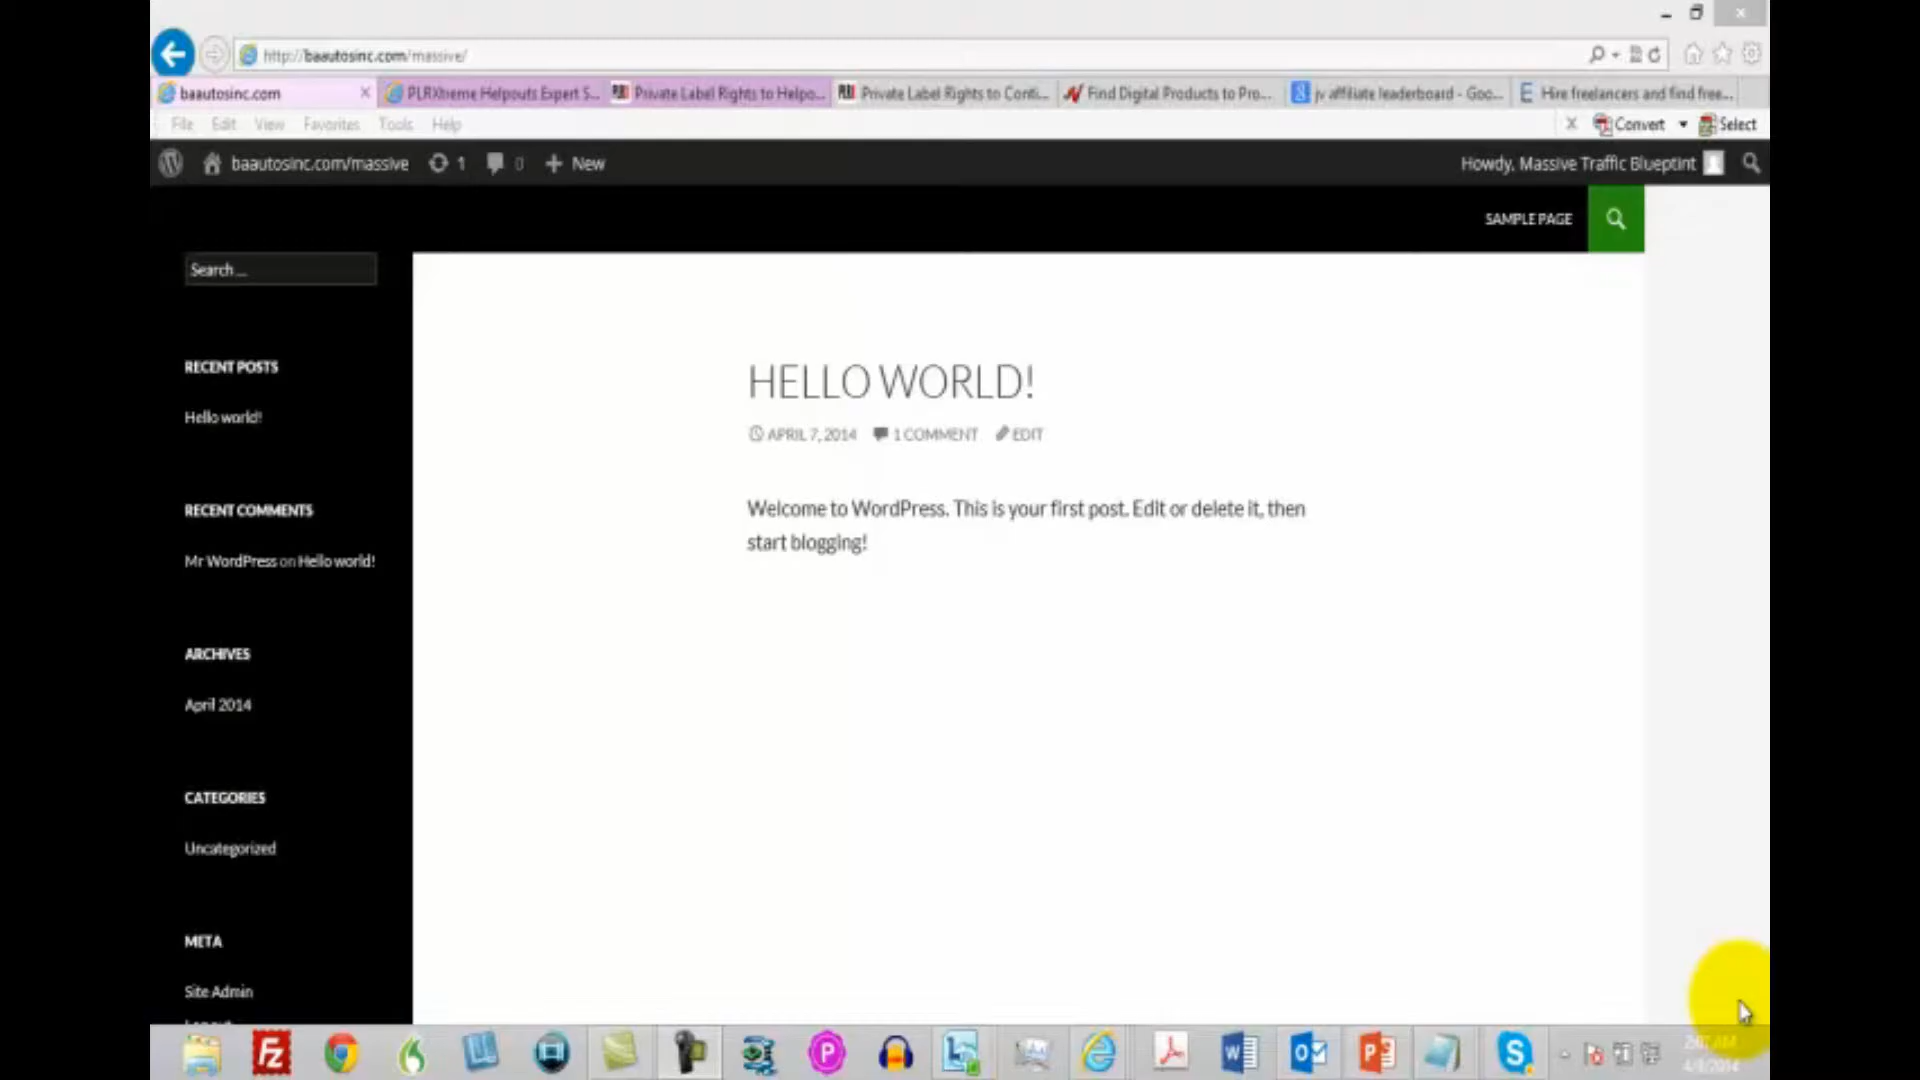 http://baautosinc.com/massive/
baautosinc.com
PLRXtreme Helpouts Expert S...
Private Label Rights to Helpo...
Private Label Rights to Conti...
Find Digital Products to Pro...
jv affiliate leaderboard - Goo...
Hire freelancers and find free...
File Edit View Favorites Tools Help
Convert Select
baautosinc.com/massive 1 0 New
Howdy, Massive Traffic Blueptint
SAMPLE PAGE
Search ...
HELLO WORLD!
APRIL 7, 2014 1 COMMENT EDIT
Welcome to WordPress. This is your first post. Edit or delete it, then
start blogging!
RECENT POSTS
Hello world!
RECENT COMMENTS
Mr WordPress on Hello world!
ARCHIVES
April 2014
CATEGORIES
Uncategorized
META
Site Admin